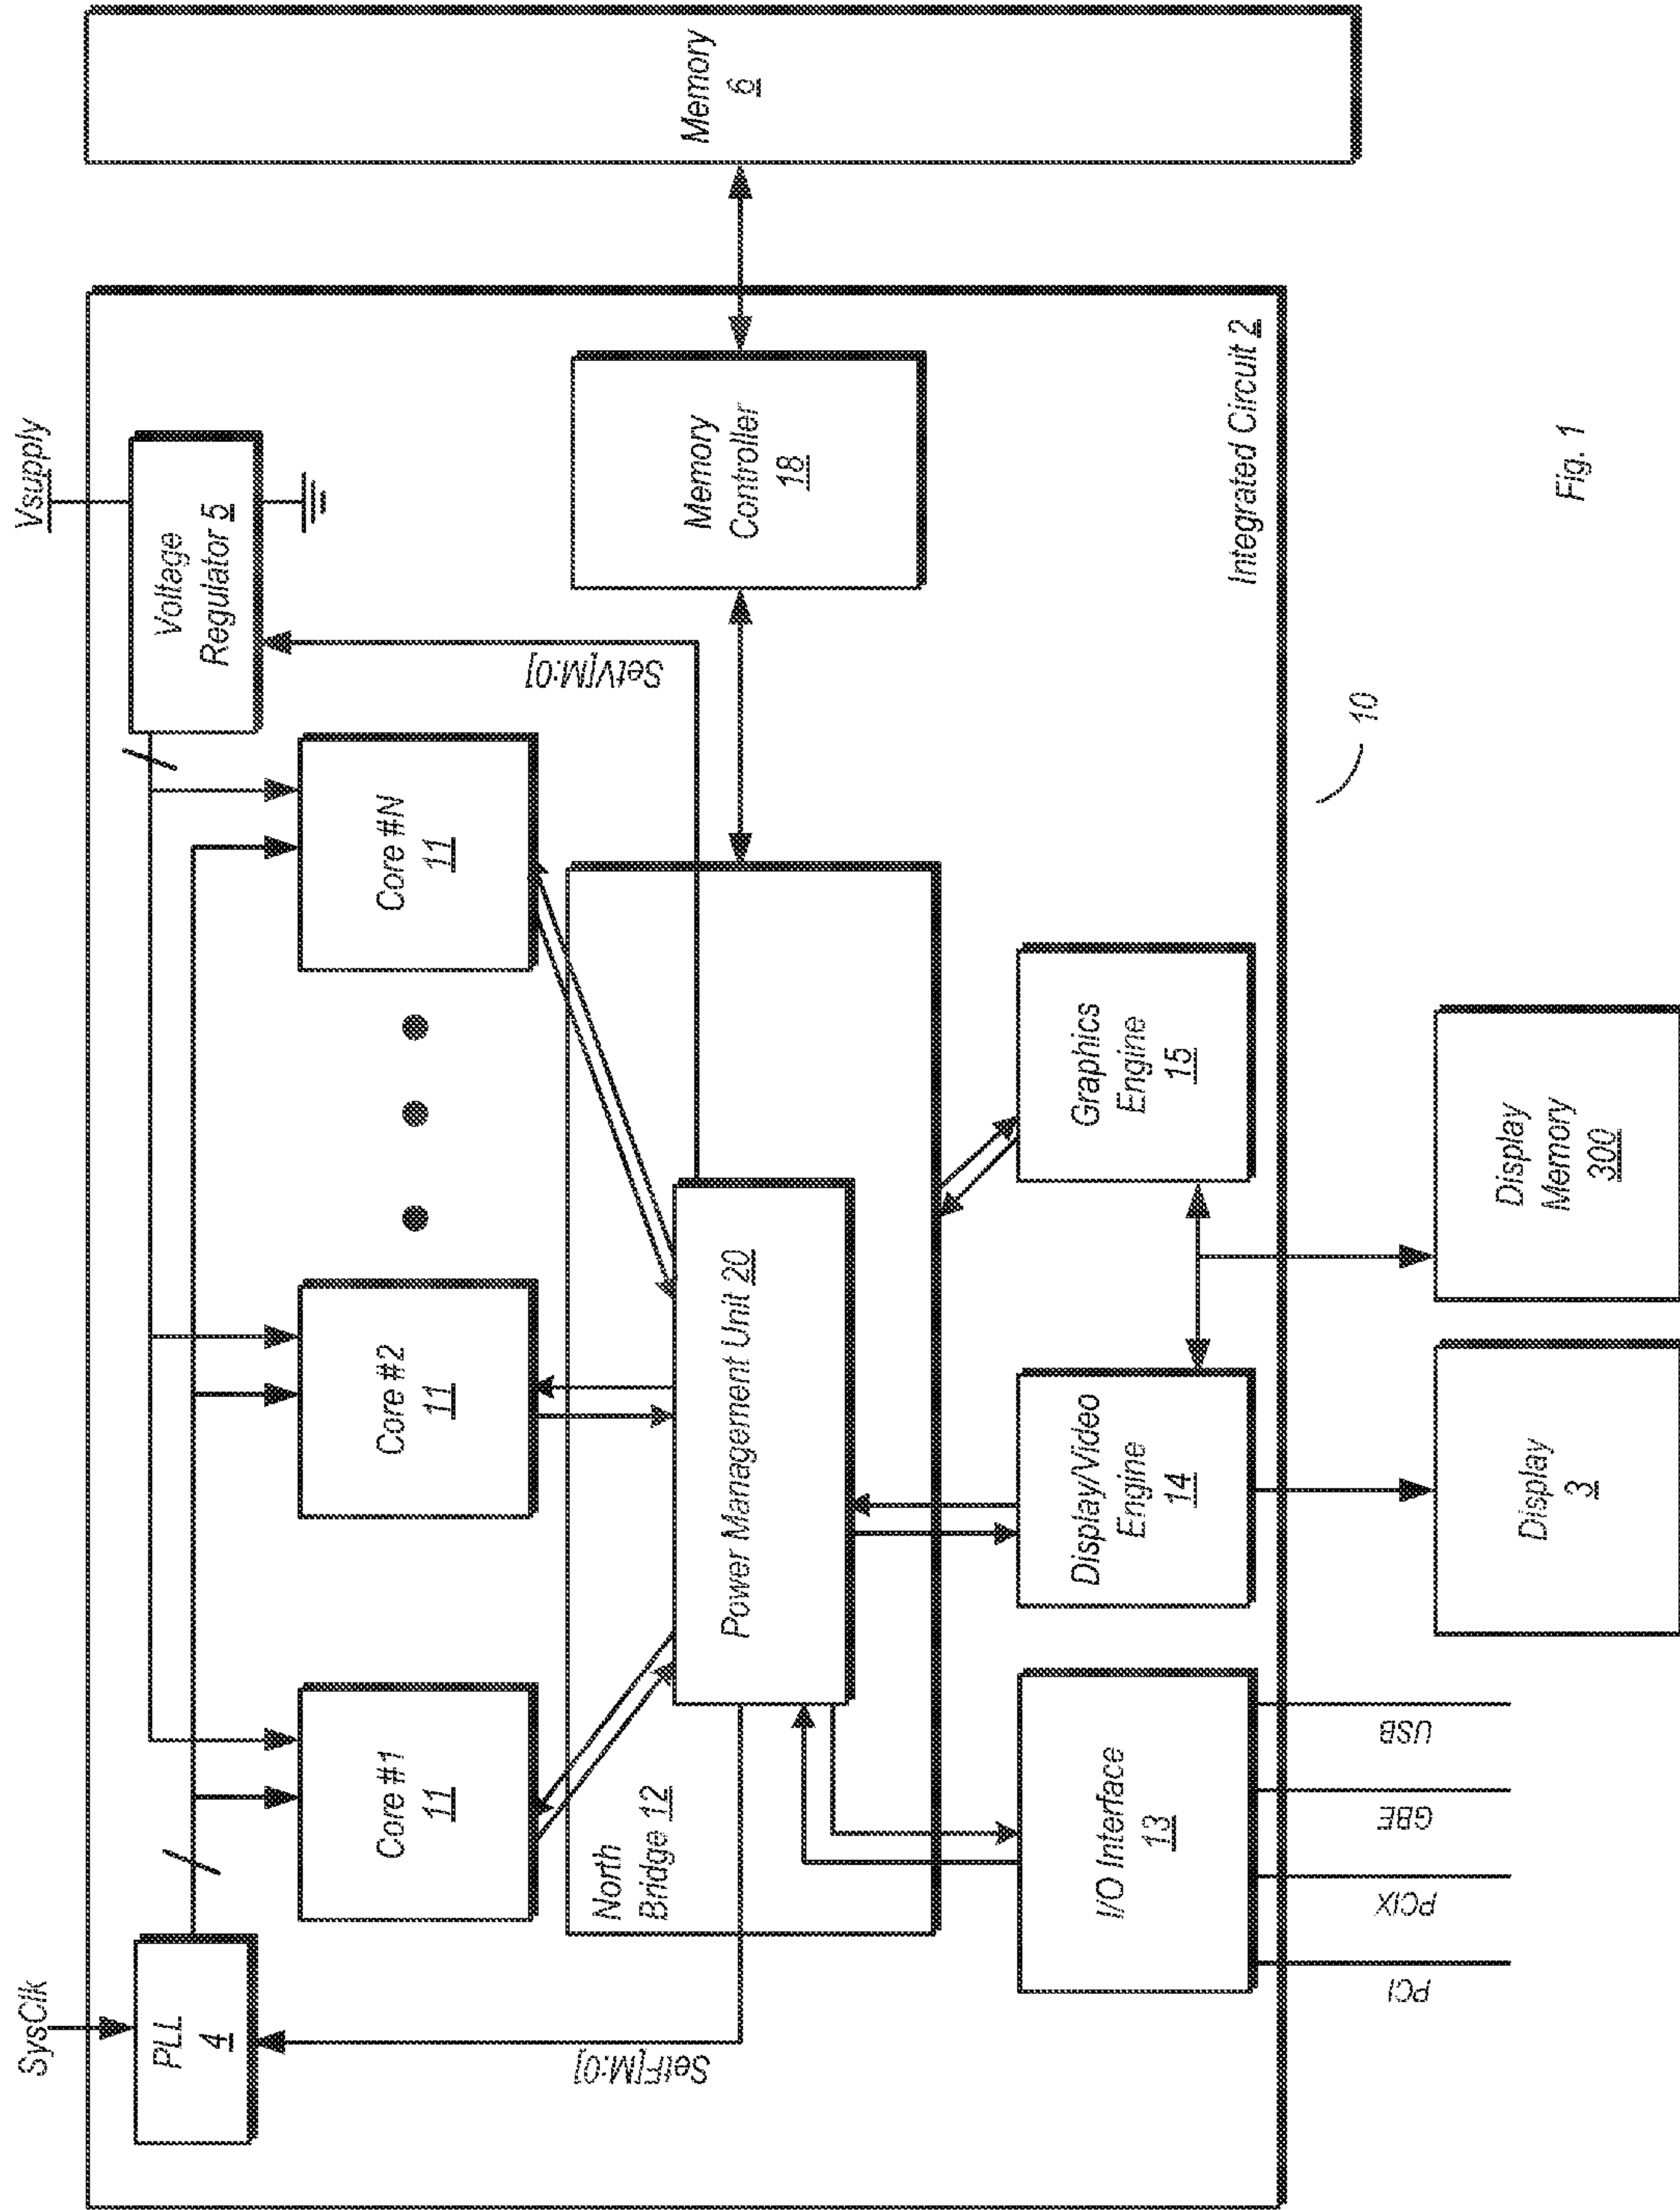 SysClk
Vsupply
PLL
4
Voltage
Regulator 5
Core #1
11
Core #2
11
Core #N
11
SetF[M:0]
SetV[M:0]
North
Bridge 12
Power Management Unit 20
Memory
Controller
18
Memory
6
I/O Interface
13
Display/Video
Engine
14
Graphics
Engine
15
Integrated Circuit 2
PCI
PCIX
GBE
USB
Display
3
Display
Memory
300
10
Fig. 1